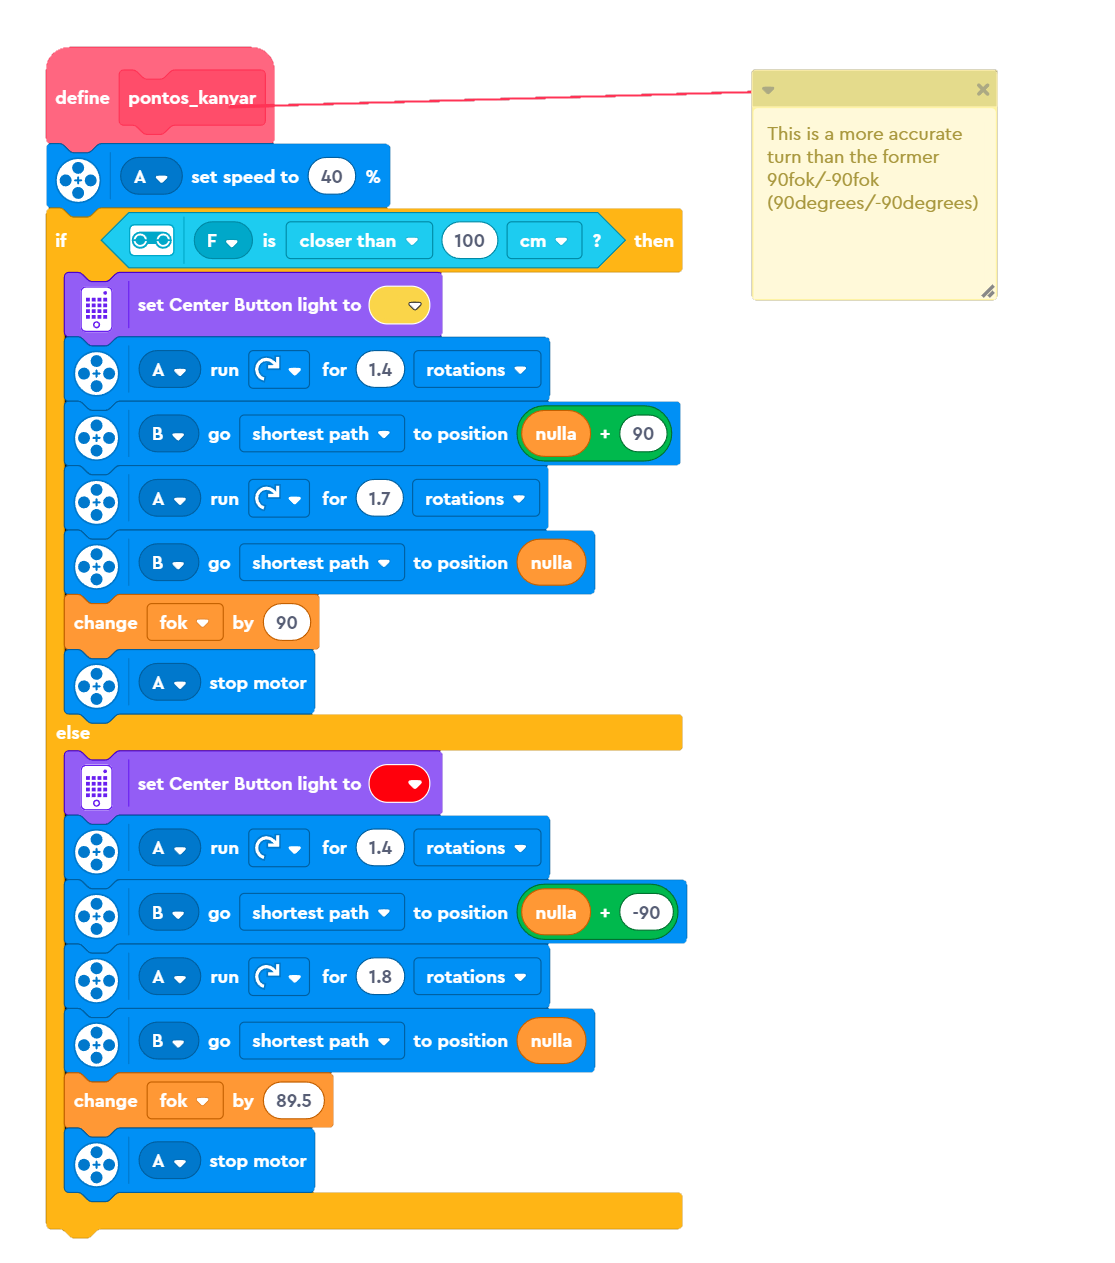 define pontos_kanyar
This is a more accurate
turn than the former
90fok/-90fok
(90degrees/-90degrees)
A set speed to 40 %
if F is closer than 100 cm ? then
set Center Button light to
A run for 1.4 rotations
B go shortest path to position nulla + 90
A run for 1.7 rotations
B go shortest path to position nulla
change fok by 90
A stop motor
else
set Center Button light to
A run for 1.4 rotations
B go shortest path to position nulla + -90
A run for 1.8 rotations
B go shortest path to position nulla
change fok by 89.5
A stop motor